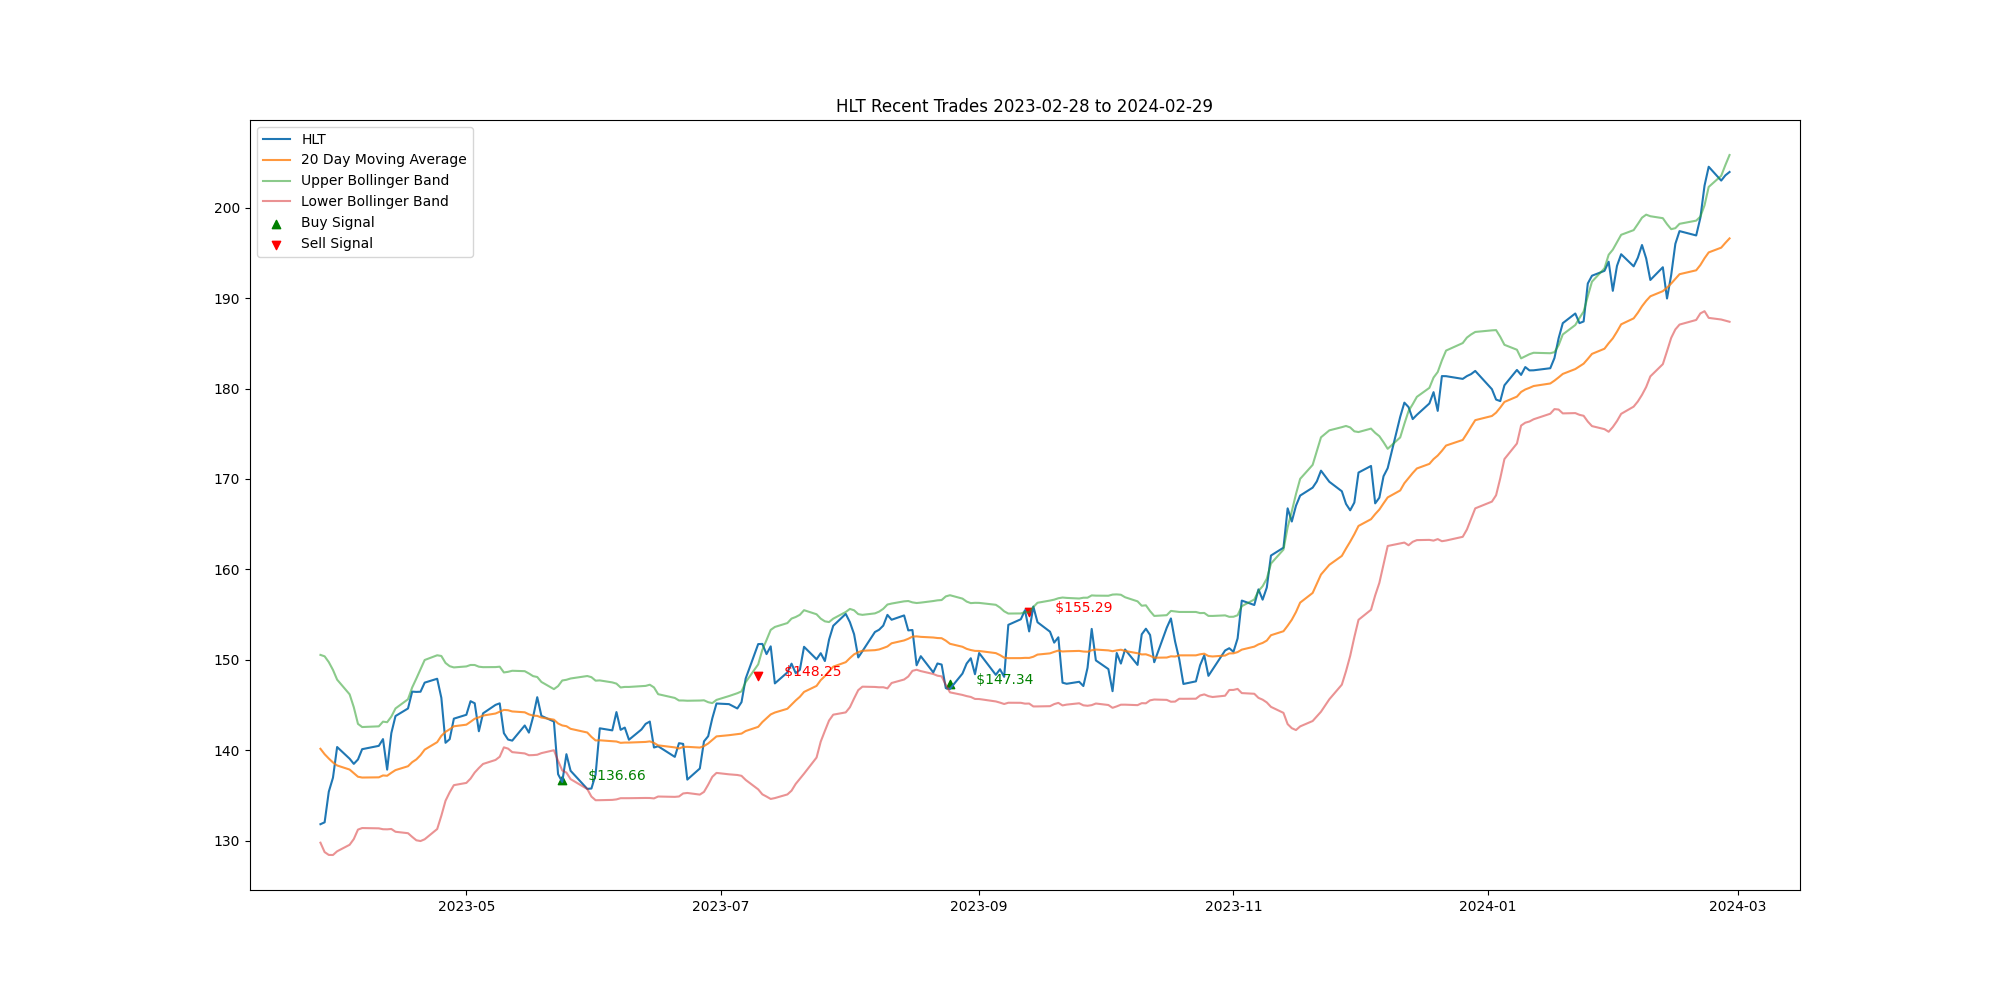 HLT Recent Trades 2023-02-28 to 2024-02-29
HLT
20 Day Moving Average
Upper Bollinger Band
Lower Bollinger Band
Buy Signal
Sell Signal
200
190
180
170
160
150
140
130
$155.29
$148.25
$147.34
$136.66
2023-05
2023-07
2023-09
2023-11
2024-01
2024-03